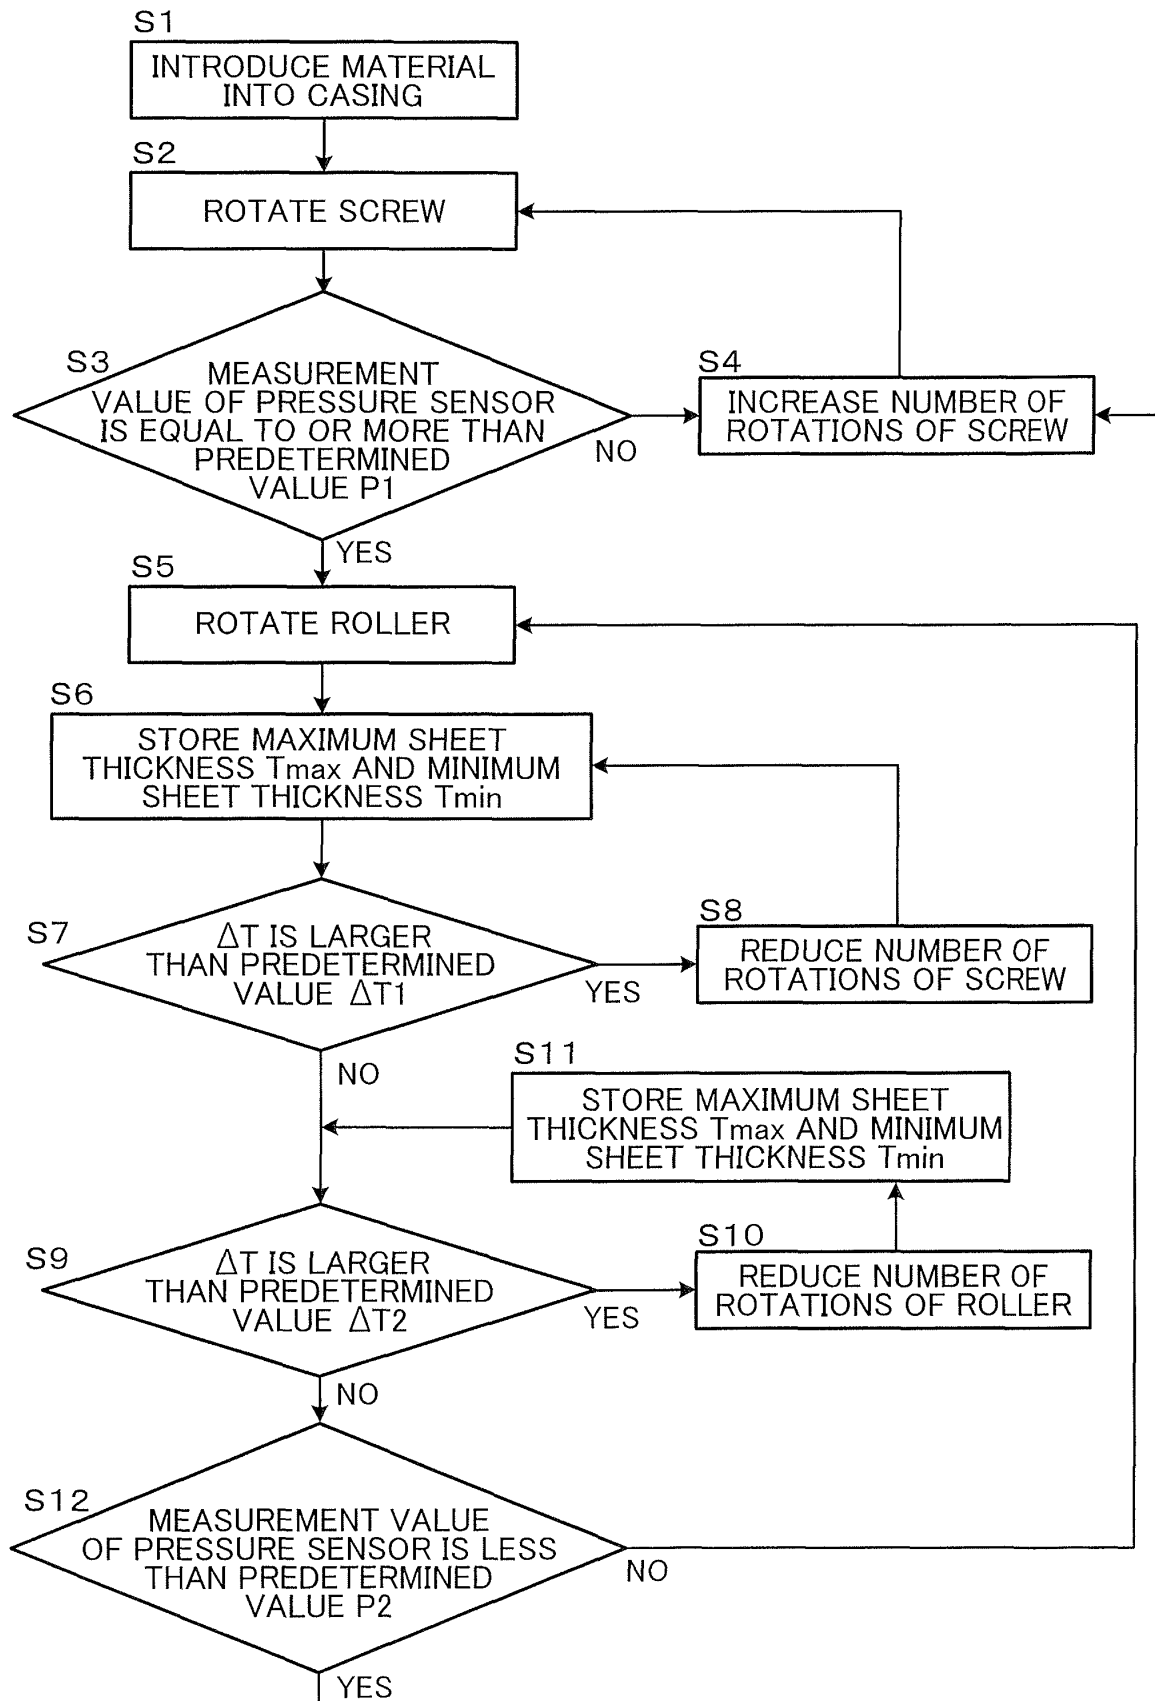 S1
INTRODUCE MATERIAL
INTO CASING
S2
ROTATE SCREW
S3
MEASUREMENT
VALUE OF PRESSURE SENSOR
IS EQUAL TO OR MORE THAN
PREDETERMINED
VALUE P1
NO
S4
INCREASE NUMBER OF
ROTATIONS OF SCREW
YES
S5
ROTATE ROLLER
S6
STORE MAXIMUM SHEET
THICKNESS Tmax AND MINIMUM
SHEET THICKNESS Tmin
S7
ΔT IS LARGER
THAN PREDETERMINED
VALUE ΔT1
YES
S8
REDUCE NUMBER OF
ROTATIONS OF SCREW
NO
S11
STORE MAXIMUM SHEET
THICKNESS Tmax AND MINIMUM
SHEET THICKNESS Tmin
S9
ΔT IS LARGER
THAN PREDETERMINED
VALUE ΔT2
YES
S10
REDUCE NUMBER OF
ROTATIONS OF ROLLER
NO
S12
MEASUREMENT VALUE
OF PRESSURE SENSOR IS LESS
THAN PREDETERMINED
VALUE P2
NO
YES